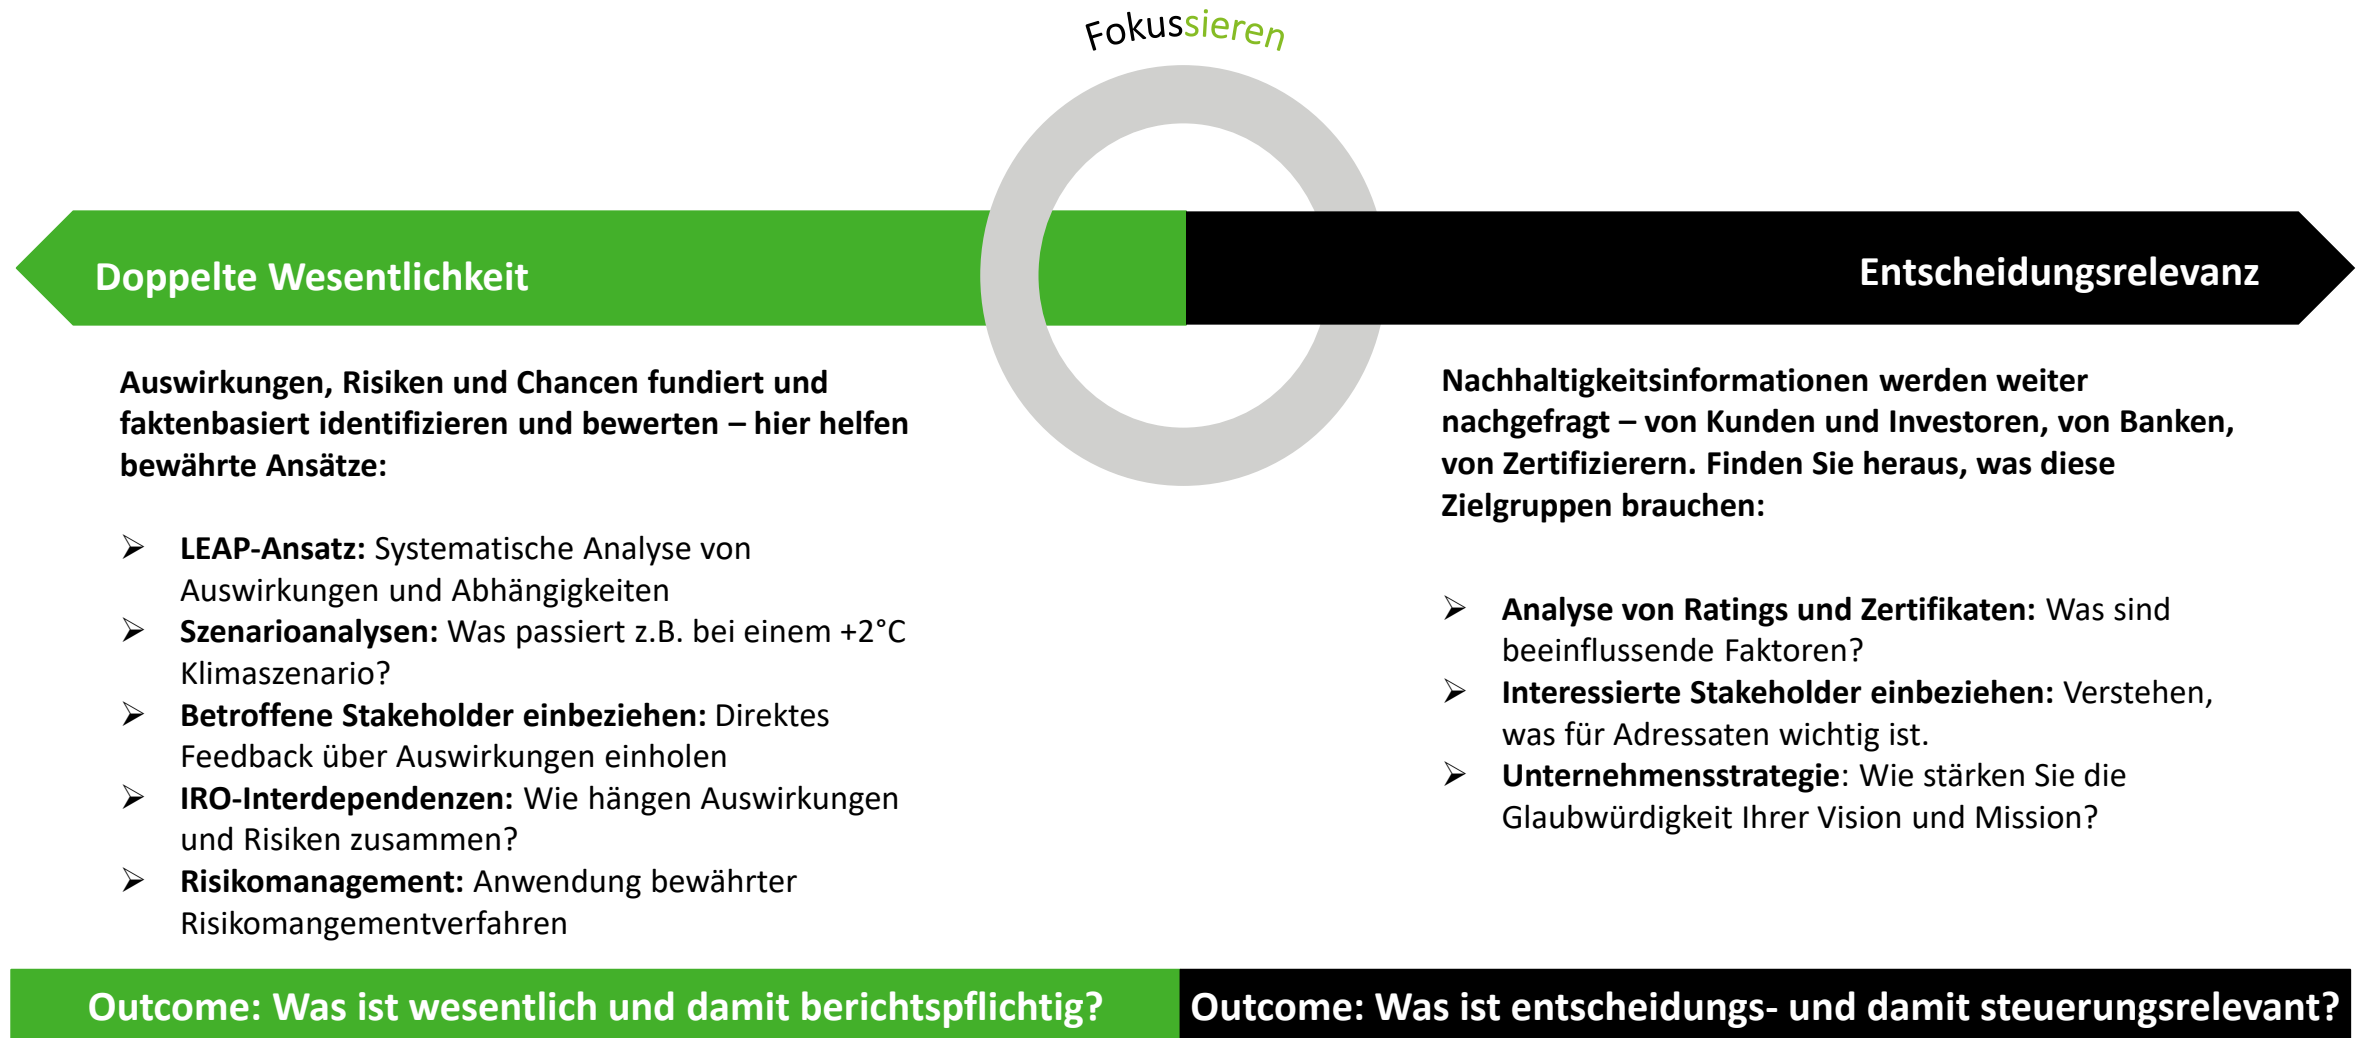 Fokussieren
Doppelte Wesentlichkeit
Entscheidungsrelevanz
Auswirkungen, Risiken und Chancen fundiert und
faktenbasiert identifizieren und bewerten – hier helfen
bewährte Ansätze:
➢ LEAP-Ansatz: Systematische Analyse von
Auswirkungen und Abhängigkeiten
➢ Szenarioanalysen: Was passiert z.B. bei einem +2°C
Klimaszenario?
➢ Betroffene Stakeholder einbeziehen: Direktes
Feedback über Auswirkungen einholen
➢ IRO-Interdependenzen: Wie hängen Auswirkungen
und Risiken zusammen?
➢ Risikomanagement: Anwendung bewährter
Risikomangementverfahren
Nachhaltigkeitsinformationen werden weiter
nachgefragt – von Kunden und Investoren, von Banken,
von Zertifizierern. Finden Sie heraus, was diese
Zielgruppen brauchen:
➢ Analyse von Ratings und Zertifikaten: Was sind
beeinflussende Faktoren?
➢ Interessierte Stakeholder einbeziehen: Verstehen,
was für Adressaten wichtig ist.
➢ Unternehmensstrategie: Wie stärken Sie die
Glaubwürdigkeit Ihrer Vision und Mission?
Outcome: Was ist wesentlich und damit berichtspflichtig?
Outcome: Was ist entscheidungs- und damit steuerungsrelevant?